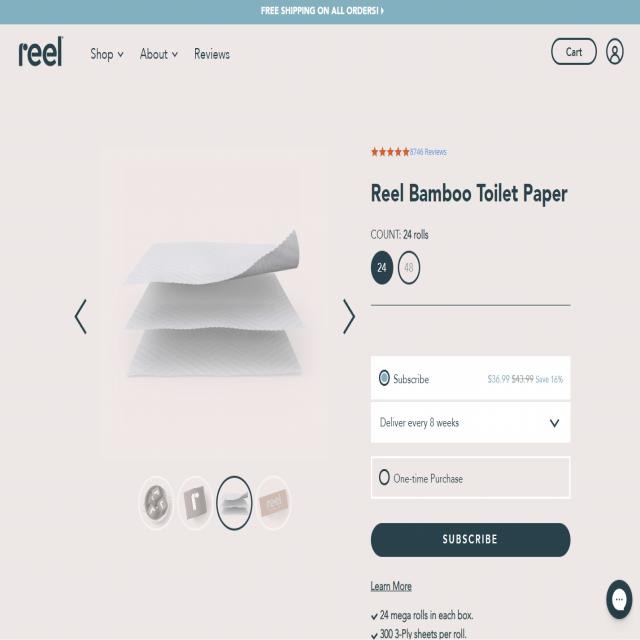 FREE SHIPPING ON ALL ORDERS!
reel
Shop
About
Reviews
Cart
8746 Reviews
Reel Bamboo Toilet Paper
COUNT: 24 rolls
24
48
Subscribe
$36.99 $43.99 Save 16%
Deliver every 8 weeks
One-time Purchase
reel
SUBSCRIBE
Learn More
24 mega rolls in each box.
300 3-Ply sheets per roll.